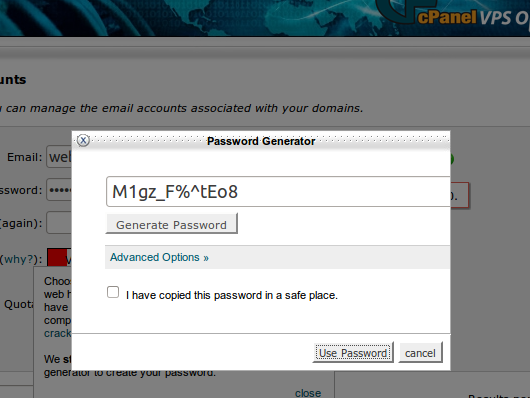 cPanel VPS Op
unts
u can manage the email accounts associated with your domains.
Password Generator
Email:
web
M1gz_F%^tEo8
ssword:
Generate Password
(again):
Advanced Options »
(why?):
I have copied this password in a safe place.
Choo
web h
Quota
have
comp
crack
Use Password
cancel
We st
generator to create your password.
close